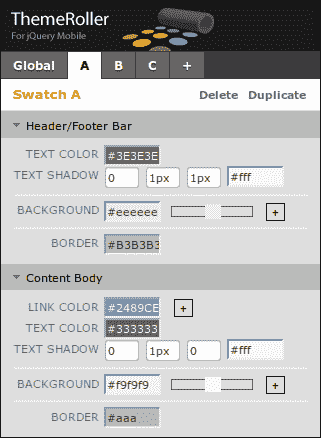 ThemeRoller
For jQuery Mobile
Global A B C +
Swatch A Delete Duplicate
Header/Footer Bar
TEXT COLOR #3E3E3E
TEXT SHADOW 0 1px 1px #fff
BACKGROUND #eeeeee +
BORDER #B3B3B3
Content Body
LINK COLOR #2489CE +
TEXT COLOR #333333
TEXT SHADOW 0 1px 0 #fff
BACKGROUND #f9f9f9 +
BORDER #aaa